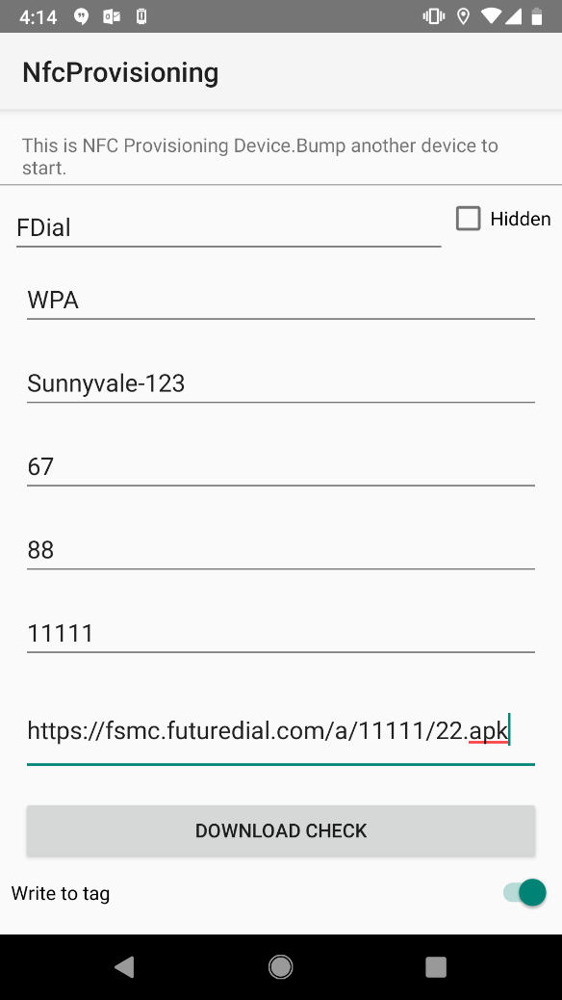 4:14
NfcProvisioning
This is NFC Provisioning Device.Bump another device to
start.
FDial
Hidden
WPA
Sunnyvale-123
67
88
11111
https://fsmc.futuredial.com/a/11111/22.apk
DOWNLOAD CHECK
Write to tag